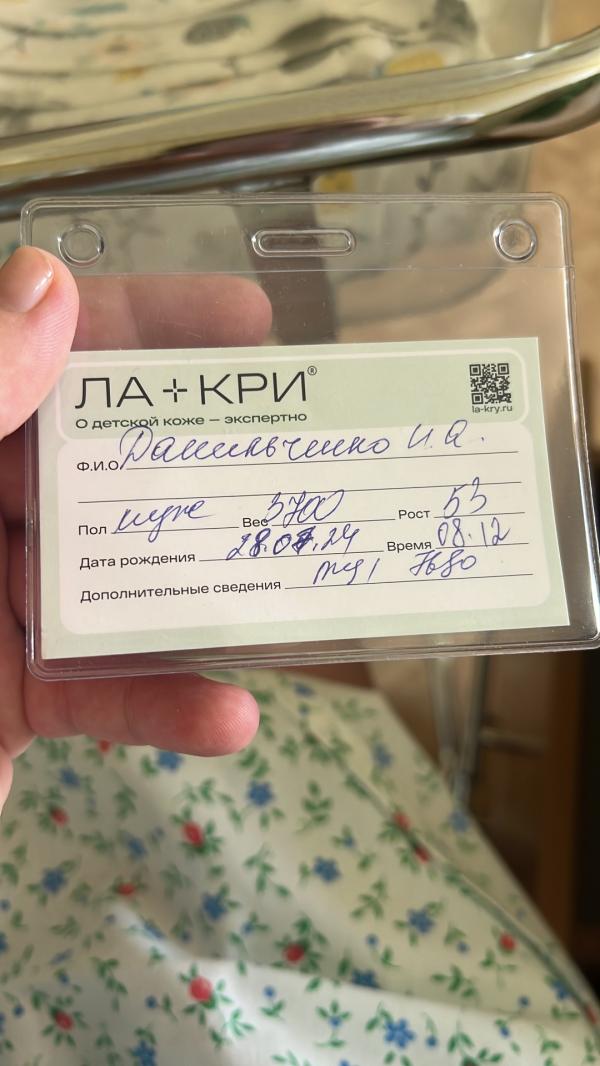 ЛА+КРИ®
la-kry.ru
О детской коже — экспертно
Ф.И.О Данильченко И.А.
Пол муж Вес 3700 Рост 53
Дата рождения 28.07.24 Время 08.12
Дополнительные сведения